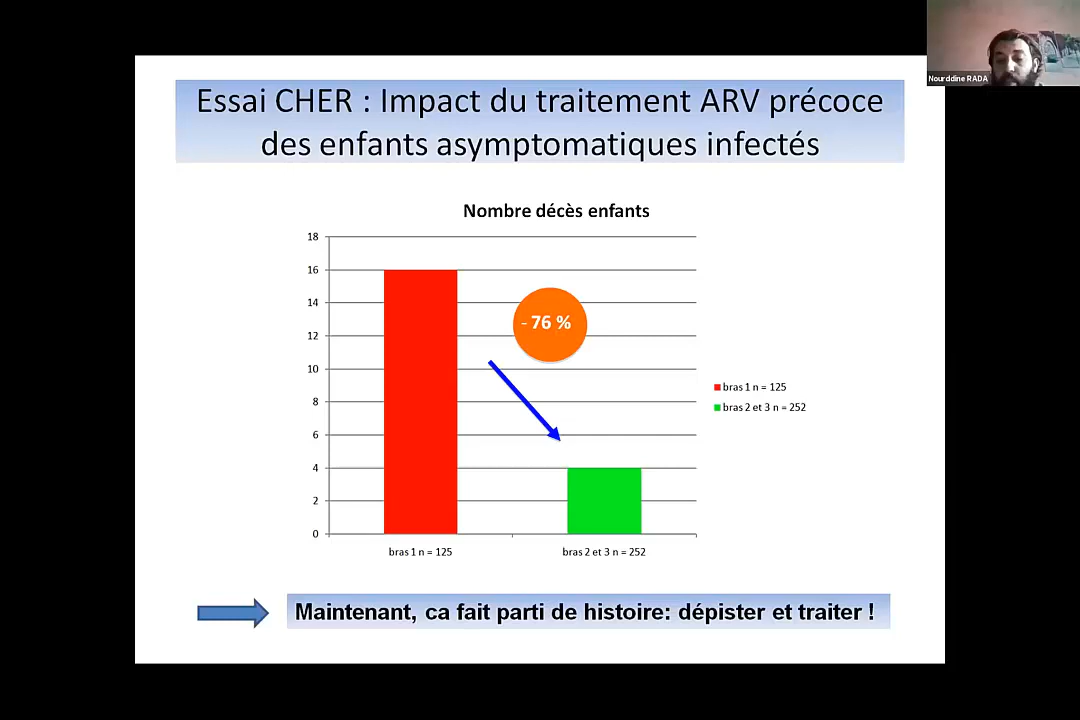 Nourddine RADA
Essai CHER : Impact du traitement ARV précoce
des enfants asymptomatiques infectés
Nombre décès enfants
18
16
14
12
10
8
6
4
2
0
- 76 %
bras 1 n = 125
bras 2 et 3 n = 252
bras 1 n = 125
bras 2 et 3 n = 252
Maintenant, ca fait parti de histoire: dépister et traiter !